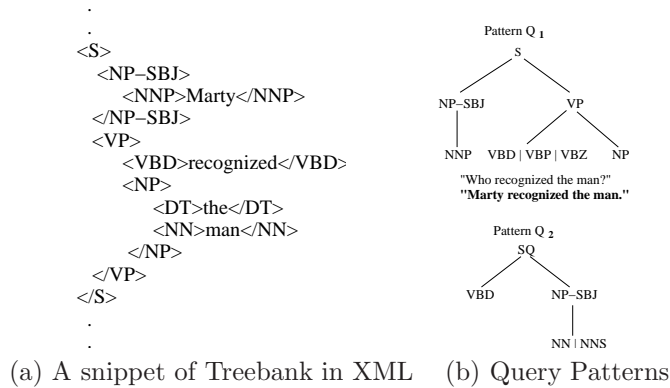 .
.
<S>
<NP–SBJ>
<NNP>Marty</NNP>
</NP–SBJ>
<VP>
<VBD>recognized</VBD>
<NP>
<DT>the</DT>
<NN>man</NN>
</NP>
</VP>
</S>
.
.
(a) A snippet of Treebank in XML
Pattern Q 1
S
NP–SBJ VP
NNP VBD | VBP | VBZ NP
"Who recognized the man?"
"Marty recognized the man."
Pattern Q 2
SQ
VBD NP–SBJ
NN | NNS
(b) Query Patterns